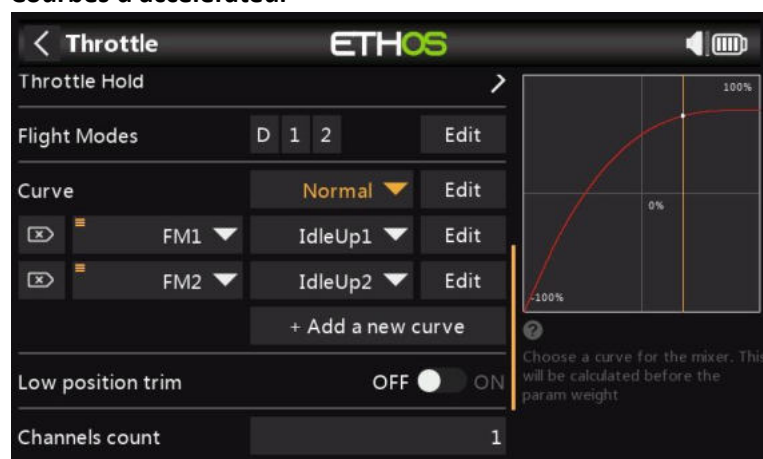 Courbes d'accélérateur
Throttle
ETHOS
Throttle Hold
100%
Flight Modes
D 1 2
Edit
Curve
Normal
Edit
0%
FM1
IdleUp1
Edit
FM2
IdleUp2
Edit
-100%
+ Add a new curve
?
Choose a curve for the mixer. This
will be calculated before the
param weight
Low position trim
OFF
ON
Channels count
1